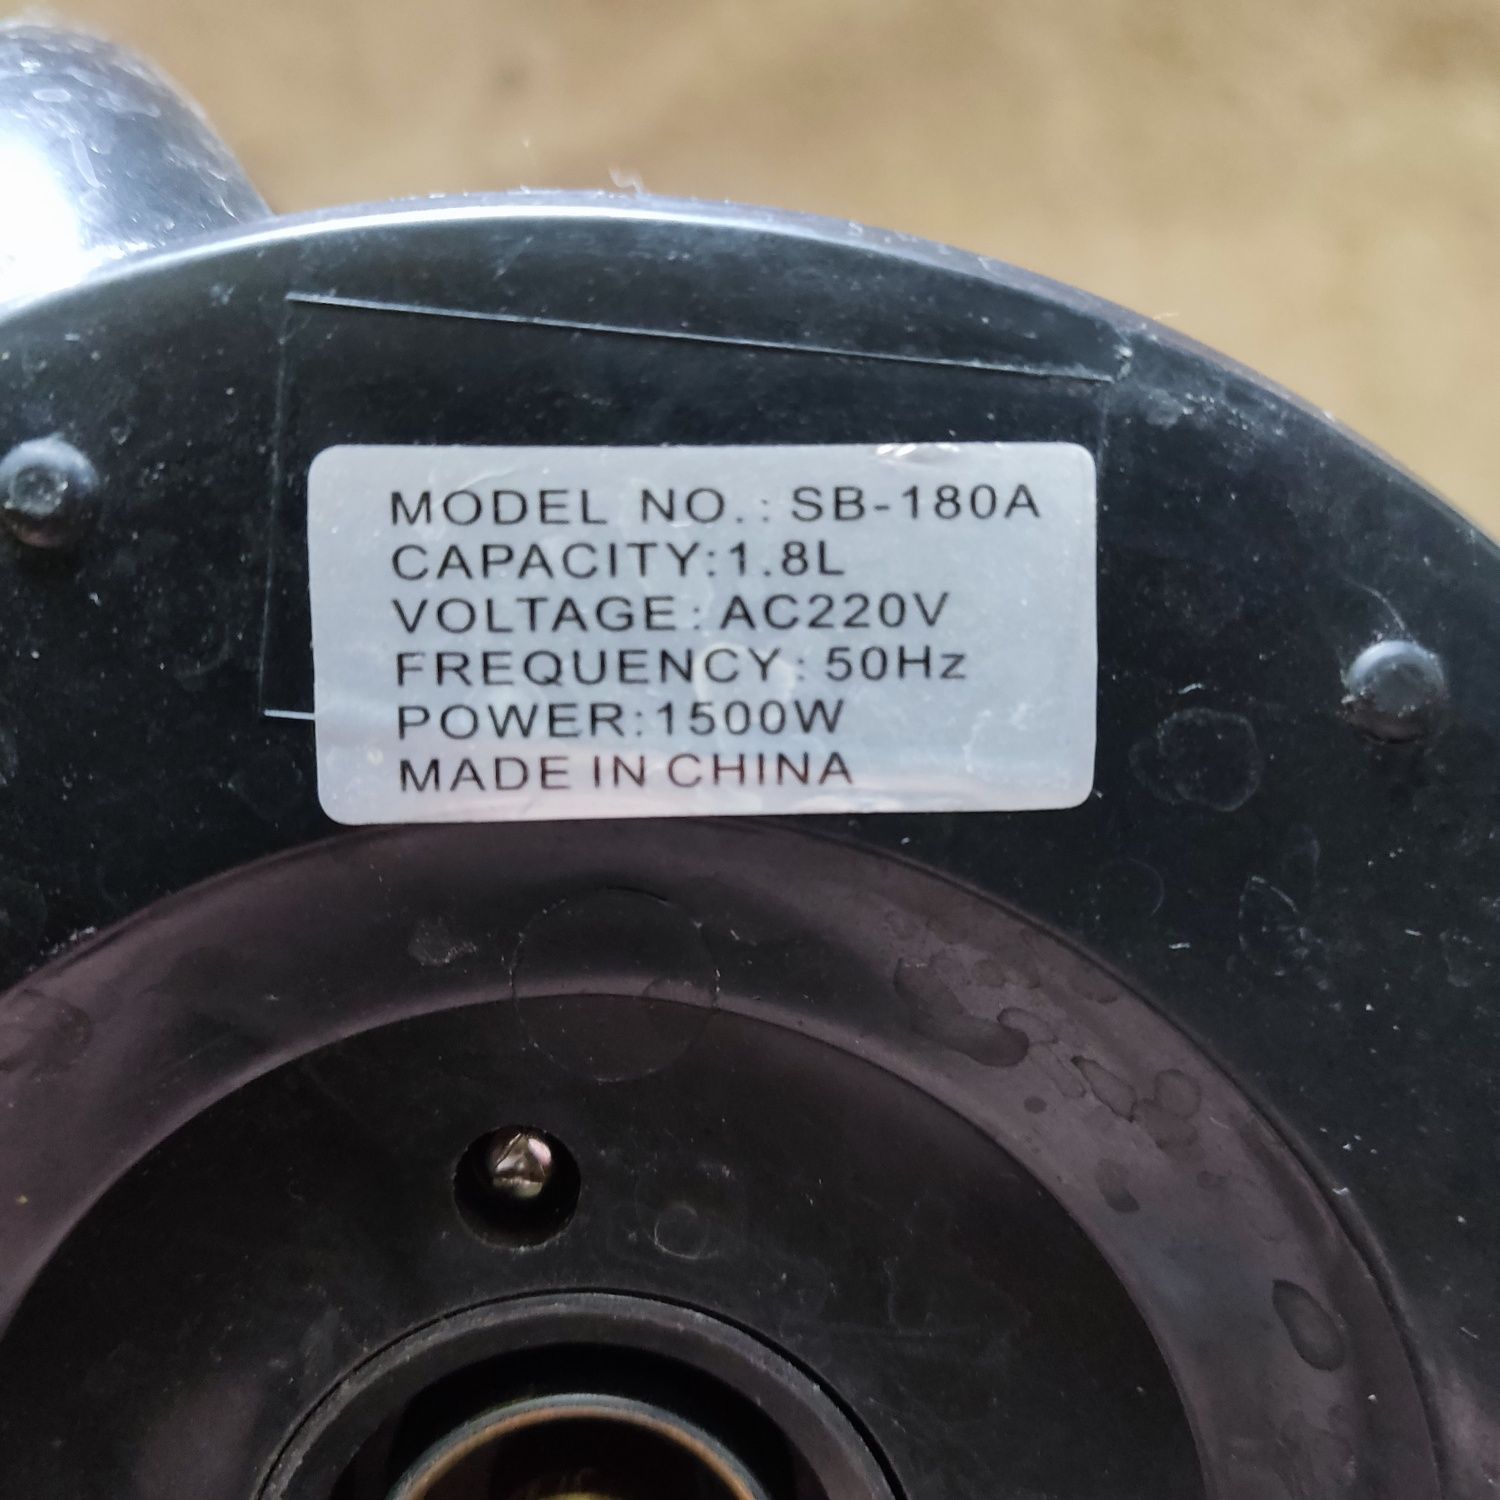 MODEL NO.: SB-180A
CAPACITY:1.8L
VOLTAGE: AC220V
FREQUENCY: 50Hz
POWER:1500W
MADE IN CHINA